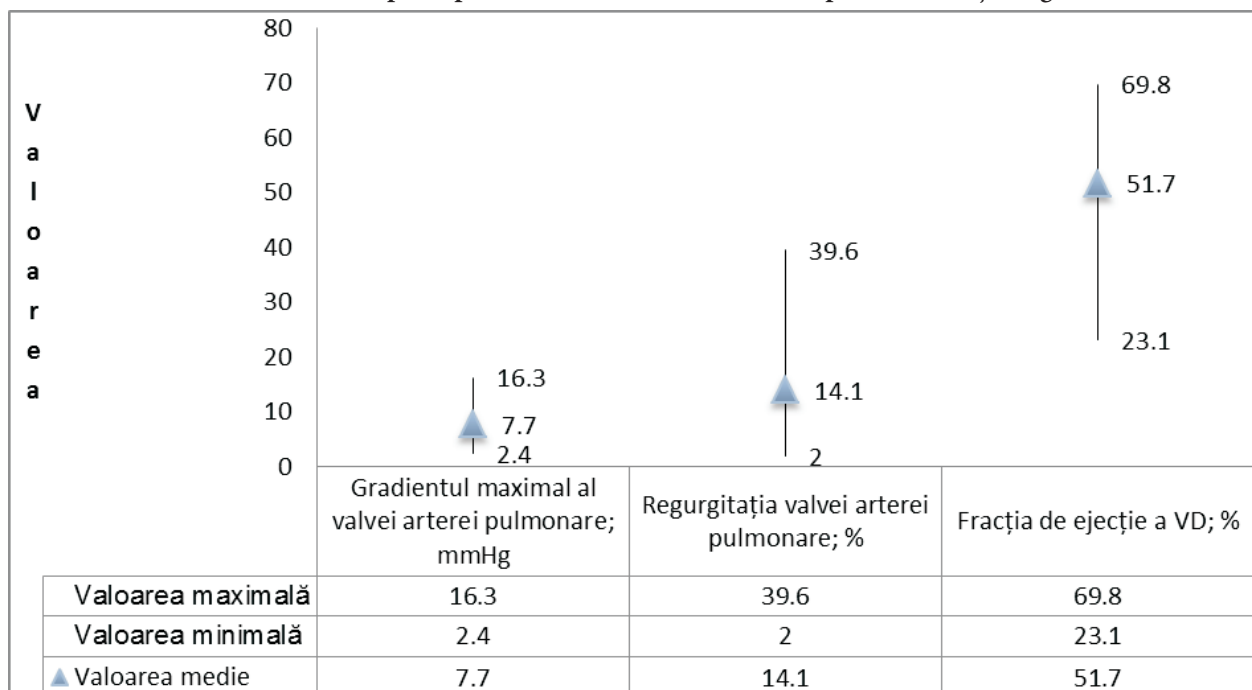 80
70
60
50
40
30
20
10
0
Valoarea
69.8
51.7
23.1
39.6
14.1
2
16.3
7.7
2.4
Gradientul maximal al
valvei arterei pulmonare;
mmHg
Regurgitația valvei arterei
pulmonare; %
Fracția de ejecție a VD; %
Valoarea maximală 16.3 39.6 69.8
Valoarea minimală 2.4 2 23.1
Valoarea medie 7.7 14.1 51.7